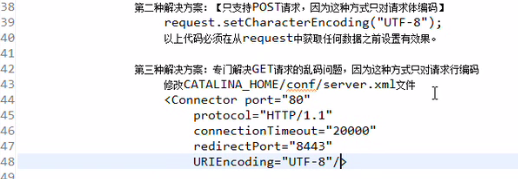 38 第二种解决方案：【只支持POST请求，因为这种方式只对请求体编码】
39 request.setCharacterEncoding("UTF-8");
40 以上代码必须在从request中获取任何数据之前设置有效果。
41
42 第三种解决方案：专门解决GET请求的乱码问题，因为这种方式只对请求行编码
43 修改CATALINA_HOME/conf/server.xml文件
44 <Connector port="80"
45 protocol="HTTP/1.1"
46 connectionTimeout="20000"
47 redirectPort="8443"
48 URIEncoding="UTF-8"/>